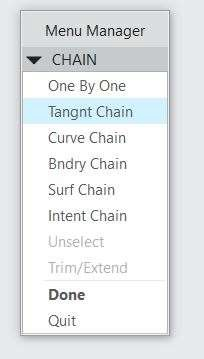 Menu Manager
CHAIN
One By One
Tangnt Chain
Curve Chain
Bndry Chain
Surf Chain
Intent Chain
Unselect
Trim/Extend
Done
Quit